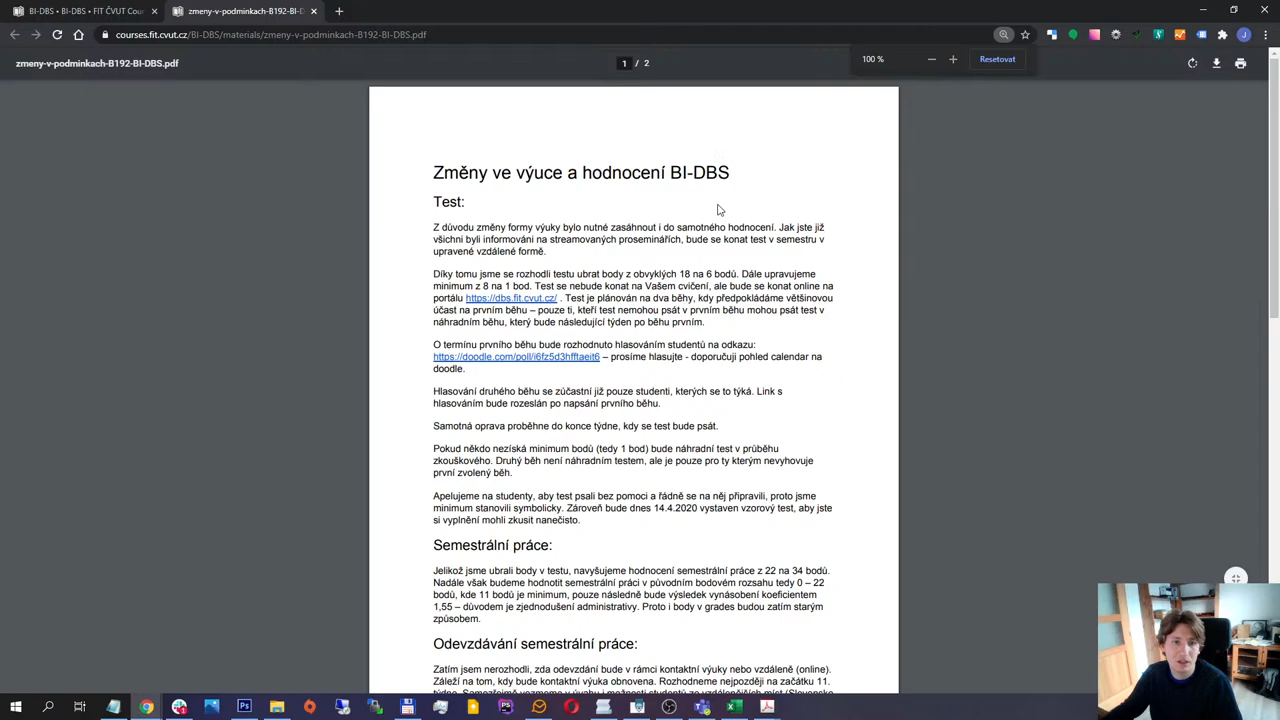 BI-DBS • BI-DBS • FIT ČVUT Cou
zmeny-v-podminkach-B192-BI-DB
courses.fit.cvut.cz/BI-DBS/materials/zmeny-v-podminkach-B192-BI-DBS.pdf
zmeny-v-podminkach-B192-BI-DBS.pdf
1 / 2
100 %
Resetovat
Změny ve výuce a hodnocení BI-DBS
Test:
Z důvodu změny formy výuky bylo nutné zasáhnout i do samotného hodnocení. Jak jste již
všichni byli informováni na streamovaných proseminářích, bude se konat test v semestru v
upravené vzdálené formě.
Díky tomu jsme se rozhodli testu ubrat body z obvyklých 18 na 6 bodů. Dále upravujeme
minimum z 8 na 1 bod. Test se nebude konat na Vašem cvičení, ale bude se konat online na
portálu https://dbs.fit.cvut.cz/ . Test je plánován na dva běhy, kdy předpokládáme většinovou
účast na prvním běhu – pouze ti, kteří test nemohou psát v prvním běhu mohou psát test v
náhradním běhu, který bude následující týden po běhu prvním.
O termínu prvního běhu bude rozhodnuto hlasováním studentů na odkazu:
https://doodle.com/poll/i6fz5d3hfftaeit6 – prosíme hlasujte - doporučuji pohled calendar na
doodle.
Hlasování druhého běhu se zúčastní již pouze studenti, kterých se to týká. Link s
hlasováním bude rozeslán po napsání prvního běhu.
Samotná oprava proběhne do konce týdne, kdy se test bude psát.
Pokud někdo nezíská minimum bodů (tedy 1 bod) bude náhradní test v průběhu
zkouškového. Druhý běh není náhradním testem, ale je pouze pro ty kterým nevyhovuje
první zvolený běh.
Apelujeme na studenty, aby test psali bez pomoci a řádně se na něj připravili, proto jsme
minimum stanovili symbolicky. Zároveň bude dnes 14.4.2020 vystaven vzorový test, aby jste
si vyplnění mohli zkusit nanečisto.
Semestrální práce:
Jelikož jsme ubrali body v testu, navyšujeme hodnocení semestrální práce z 22 na 34 bodů.
Nadále však budeme hodnotit semestrální práci v původním bodovém rozsahu tedy 0 – 22
bodů, kde 11 bodů je minimum, pouze následně bude výsledek vynásobení koeficientem
1,55 – důvodem je zjednodušení administrativy. Proto i body v grades budou zatím starým
způsobem.
Odevzdávání semestrální práce:
Zatím jsem nerozhodli, zda odevzdání bude v rámci kontaktní výuky nebo vzdáleně (online).
Záleží na tom, kdy bude kontaktní výuka obnovena. Rozhodneme nejpozději na začátku 11.
týdne. Samozřejmě vezmeme v úvahu i možnosti studentů ze vzdálenějších míst (Slovensko